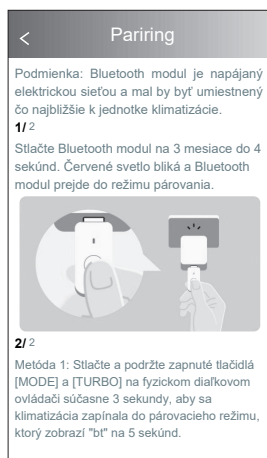 Pariring
Podmienka: Bluetooth modul je napájaný
elektrickou sieťou a mal by byť umiestnený
čo najbližšie k jednotke klimatizácie.
1/ 2
Stlačte Bluetooth modul na 3 mesiace do 4
sekúnd. Červené svetlo bliká a Bluetooth
modul prejde do režimu párovania.
2/ 2
Metóda 1: Stlačte a podržte zapnuté tlačidlá
[MODE] a [TURBO] na fyzickom diaľkovom
ovládači súčasne 3 sekundy, aby sa
klimatizácia zapínala do párovacieho režimu,
ktorý zobrazí "bt" na 5 sekúnd.